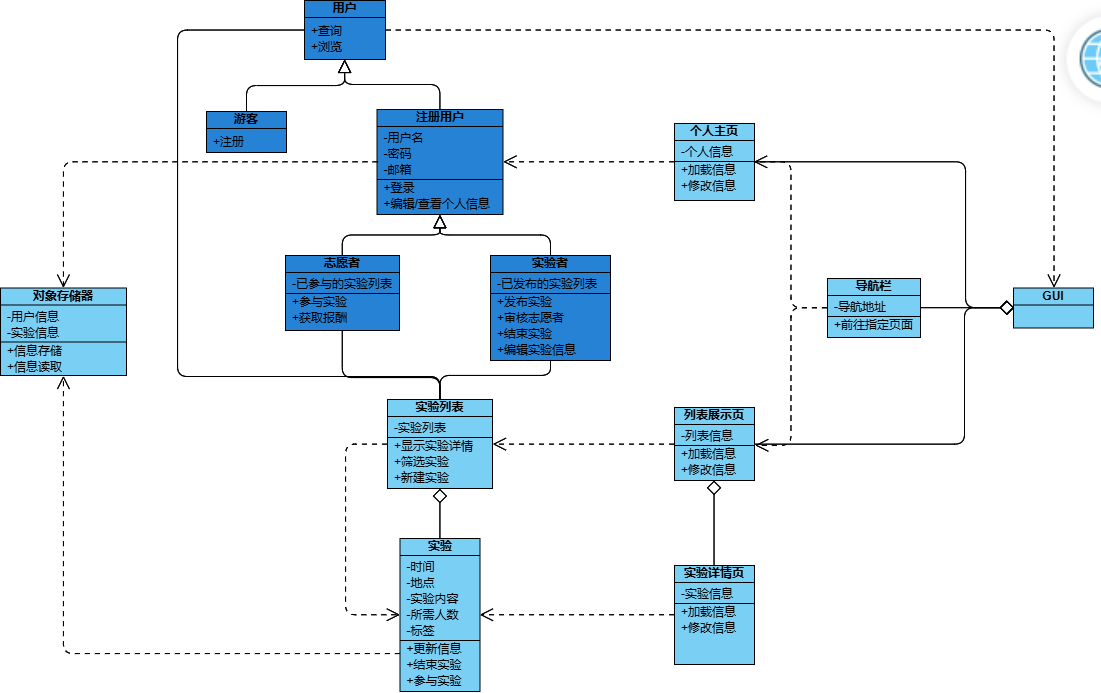 用户
+查询
+浏览
游客
+注册
注册用户
-用户名
-密码
-邮箱
+登录
+编辑/查看个人信息
个人主页
-个人信息
+加载信息
+修改信息
志愿者
-已参与的实验列表
+参与实验
+获取报酬
实验者
-已发布的实验列表
+发布实验
+审核志愿者
+结束实验
+编辑实验信息
导航栏
-导航地址
+前往指定页面
GUI
对象存储器
-用户信息
-实验信息
+信息存储
+信息读取
实验列表
-实验列表
+显示实验详情
+筛选实验
+新建实验
列表展示页
-列表信息
+加载信息
+修改信息
实验
-时间
-地点
-实验内容
-所需人数
-标签
+更新信息
+结束实验
+参与实验
实验详情页
-实验信息
+加载信息
+修改信息